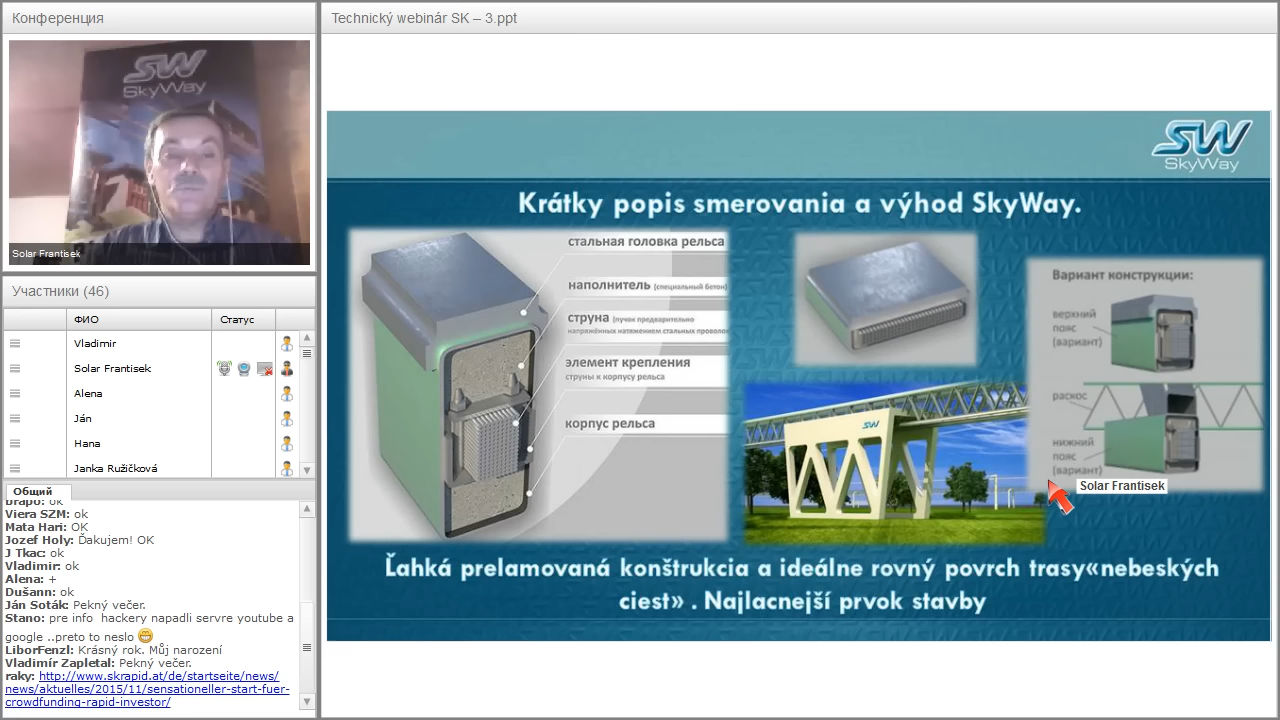 Конференция
SW
SkyWay
Solar Frantisek
Участники (46)
ФИО
Статус
Vladimir
Solar Frantisek
Alena
Ján
Hana
Janka Ružičková
Общий
Viera SZM: ok
Mata Hari: OK
Jozef Holy: Ďakujem! OK
J Tkac: ok
Vladimir: ok
Alena: +
Dušann: ok
Ján Soták: Pekný večer.
Stano: pre info hackery napadli servre youtube a
google ..preto to neslo
LiborFenzl: Krásný rok. Můj narození
Vladimír Zapletal: Pekný večer.
raky: http://www.skrapid.at/de/startseite/news/
news/aktuelles/2015/11/sensationeller-start-fuer-
crowdfunding-rapid-investor/
Technický webinár SK – 3.ppt
SW
SkyWay
Krátky popis smerovania a výhod SkyWay.
стальная головка рельса
наполнитель (специальный бетон)
струна (пучок предварительно
напряжённых натяжением стальных
элемент крепления
струны к корпусу рельса
корпус рельса
SW
Вариант конструкции:
верхний
пояс
(вариант)
раскос
нижний
пояс
(вариант)
Solar Frantisek
Ľahká prelamovaná konštrukcia a ideálne rovný povrch trasy«nebeských
ciest» . Najlacnejší prvok stavby